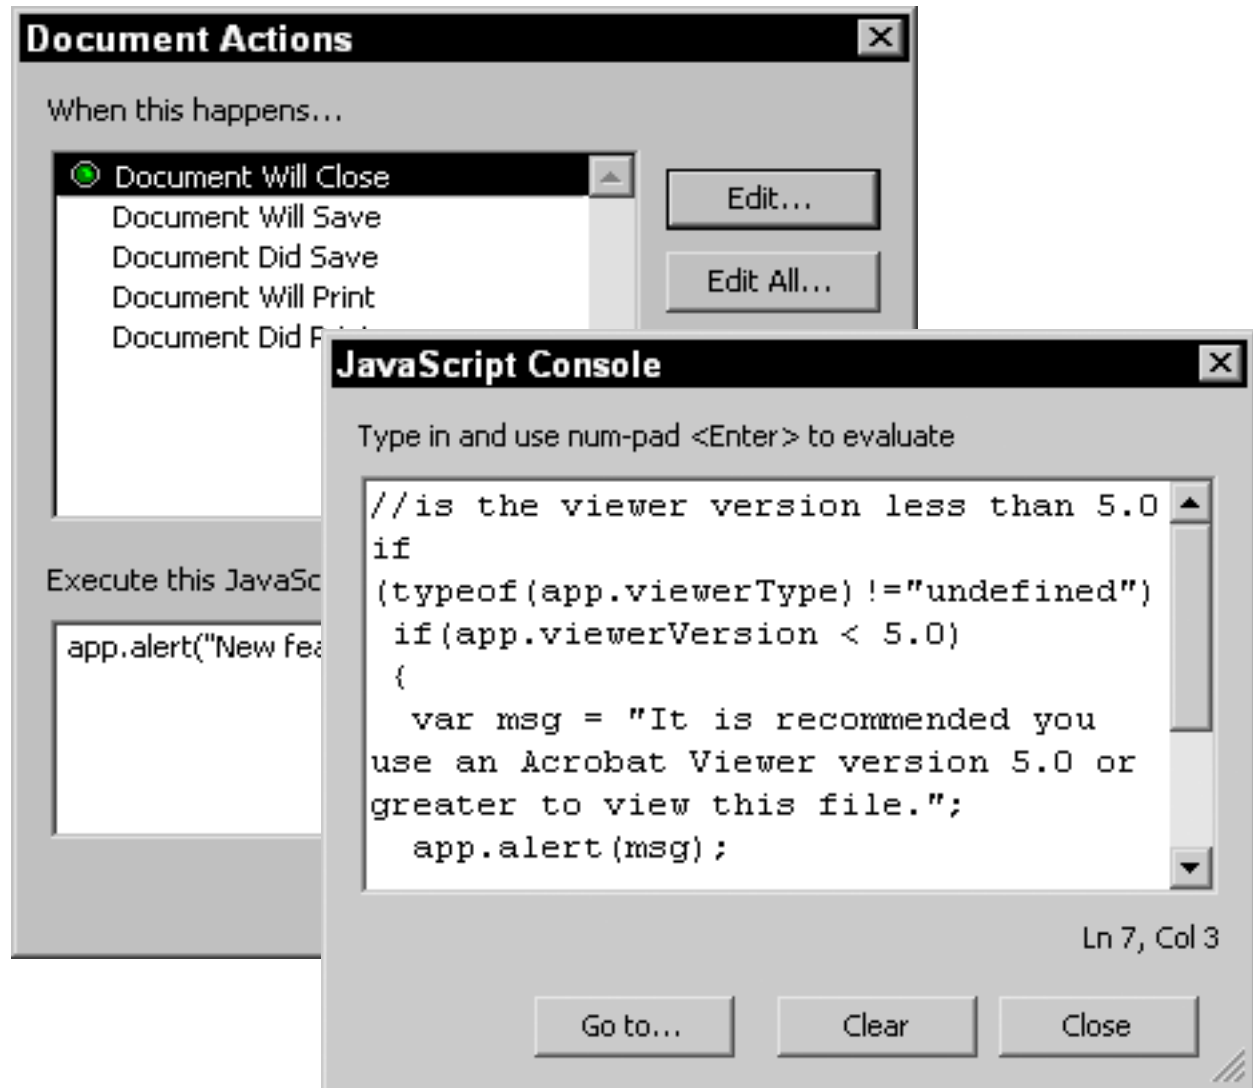 Document Actions
When this happens...
Document Will Close
Document Will Save
Document Did Save
Document Will Print
Document Did
Edit...
Edit All...
Execute this
app.alert("New
JavaScript Console
Type in and use num-pad <Enter> to evaluate
//is the viewer version less than 5.0
if
(typeof(app.viewerType)!="undefined")
if(app.viewerVersion < 5.0)
{
var msg = "It is recommended you
use an Acrobat Viewer version 5.0 or
greater to view this file.";
app.alert(msg);
Ln 7, Col 3
Go to...
Clear
Close